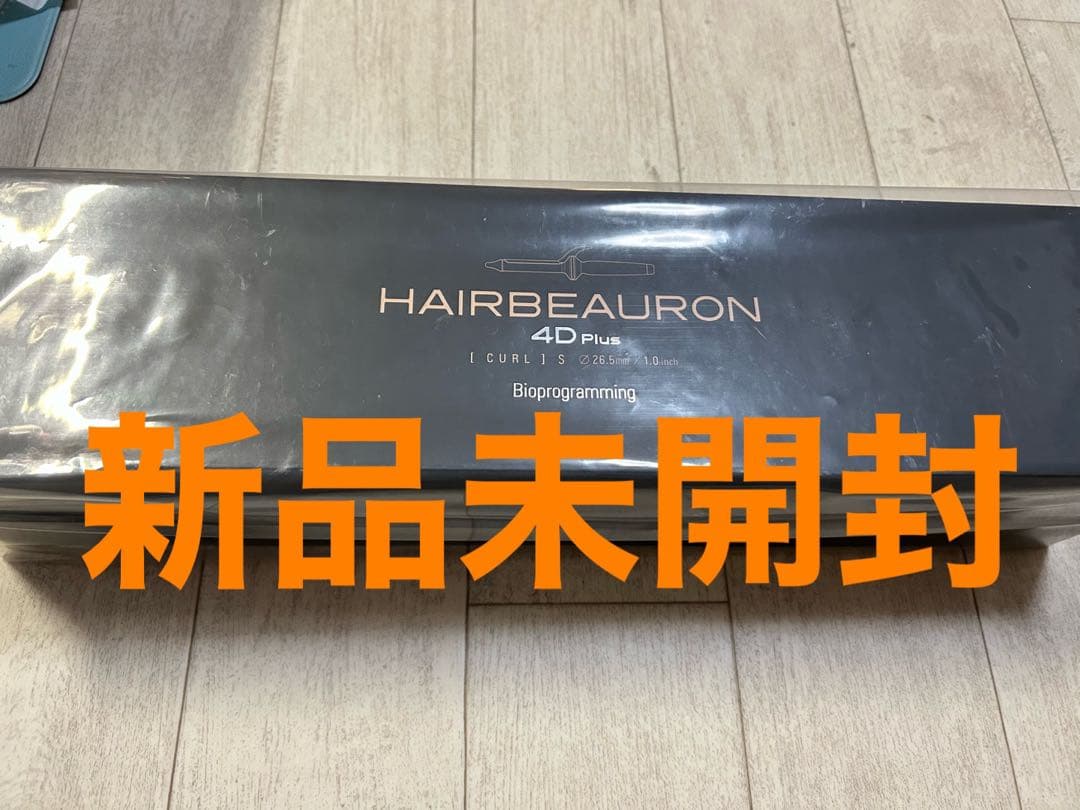 HAIRBEAURON
4D Plus
[ CURL ] S ∅26.5mm / 1.0inch
Bioprogramming
新品未開封